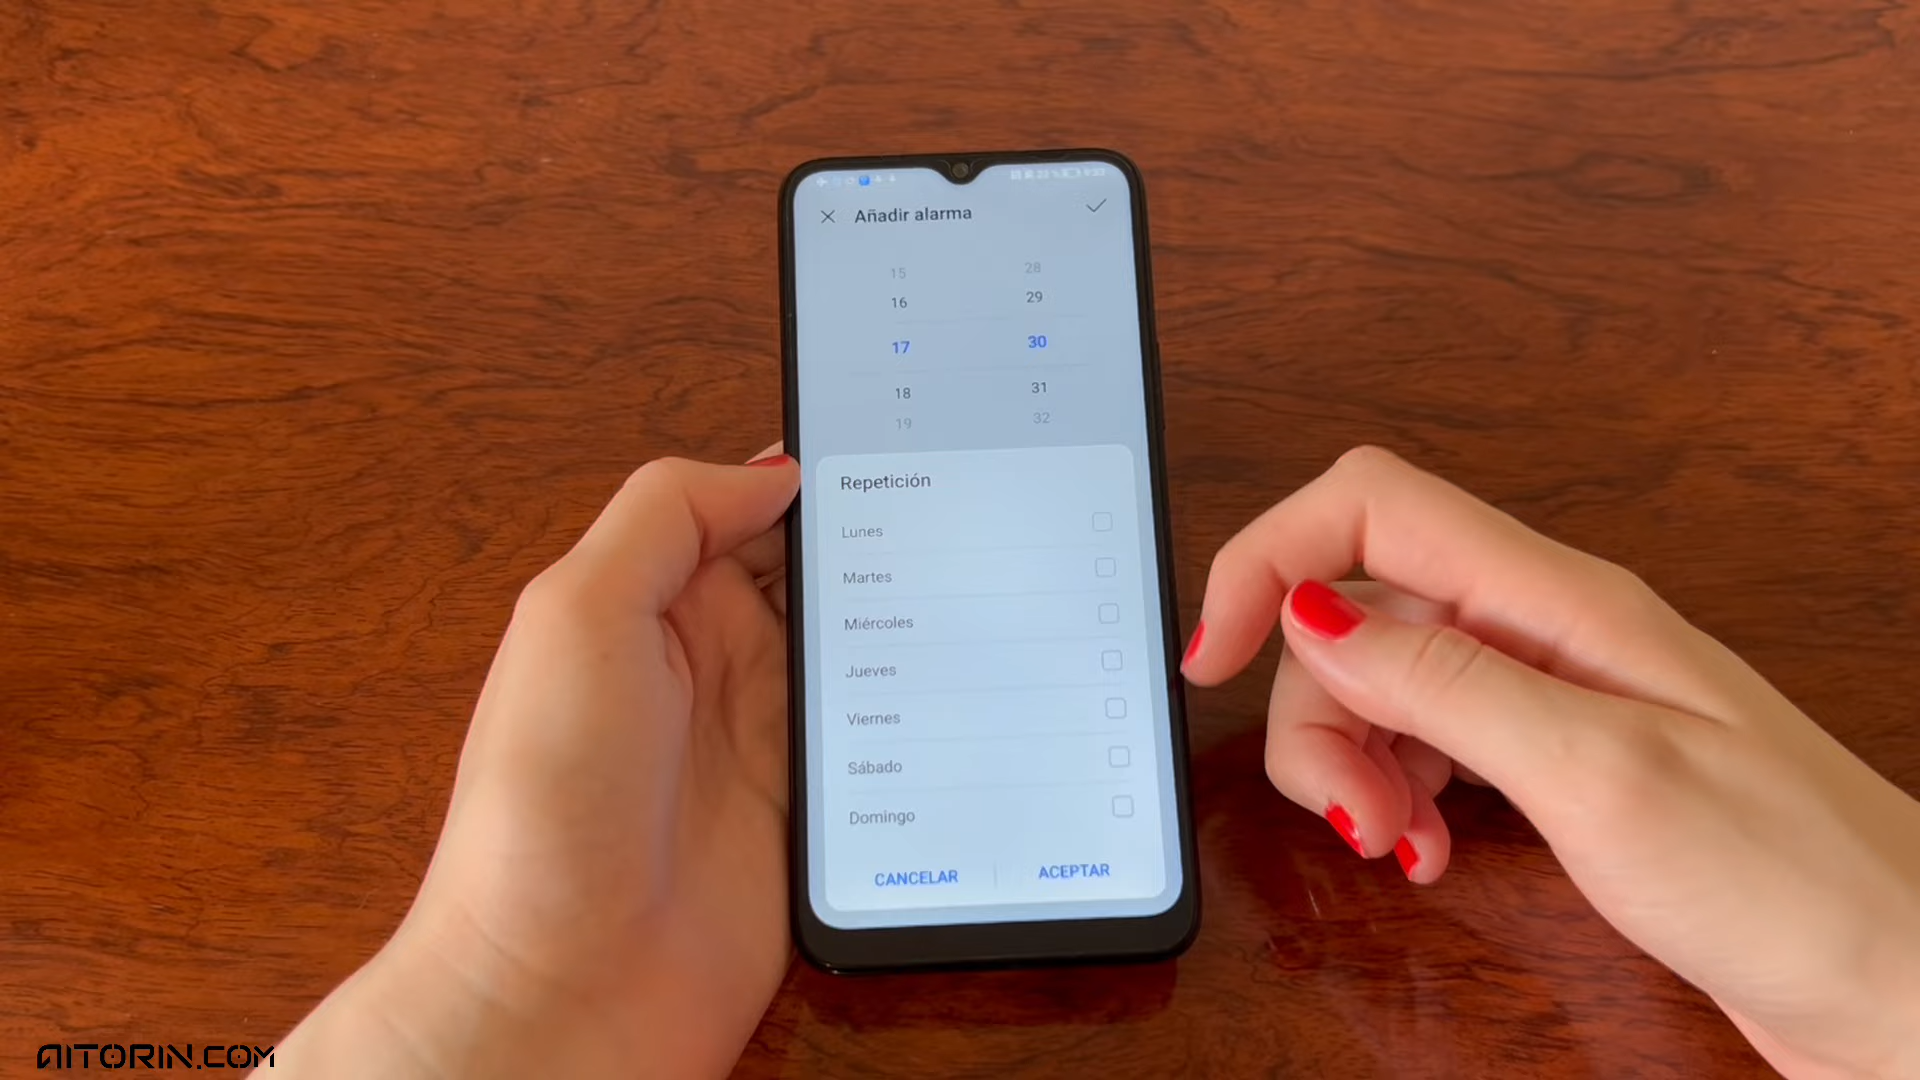 Añadir alarma
15 28
16 29
17 30
18 31
19 32
Repetición
Lunes
Martes
Miércoles
Jueves
Viernes
Sábado
Domingo
CANCELAR ACEPTAR
AITORIN.COM